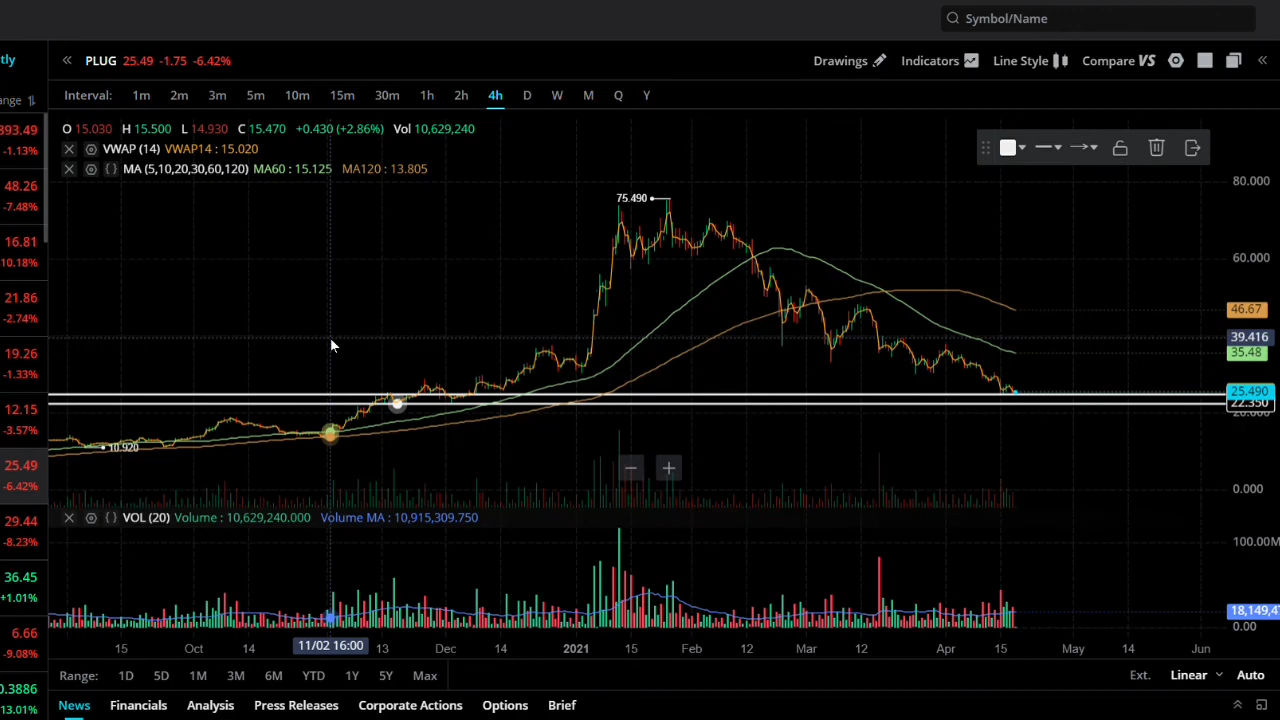 Symbol/Name
tly
PLUG 25.49 -1.75 -6.42%
Drawings Indicators Line Style Compare VS
ange
Interval: 1m 2m 3m 5m 10m 15m 30m 1h 2h 4h D W M Q Y
O 15.030 H 15.500 L 14.930 C 15.470 +0.430 (+2.86%) Vol 10,629,240
VWAP (14) VWAP14 : 15.020
MA (5,10,20,30,60,120) MA60 : 15.125 MA120 : 13.805
393.49
-1.13%
48.26
-7.48%
16.81
10.18%
21.86
-2.74%
19.26
-1.33%
12.15
-3.57%
25.49
-6.42%
29.44
-8.23%
36.45
+1.01%
6.66
-9.08%
0.3886
13.01%
75.490
10.920
80.000
60.000
46.67
39.416
35.48
25.490
22.350
20.000
0.000
VOL (20) Volume : 10,629,240.000 Volume MA : 10,915,309.750
100.00M
18,149,4
0.00
15 Oct 14 11/02 16:00 13 Dec 14 2021 15 Feb 12 Mar 12 Apr 15 May 14 Jun
Range: 1D 5D 1M 3M 6M YTD 1Y 5Y Max
Ext. Linear Auto
News Financials Analysis Press Releases Corporate Actions Options Brief